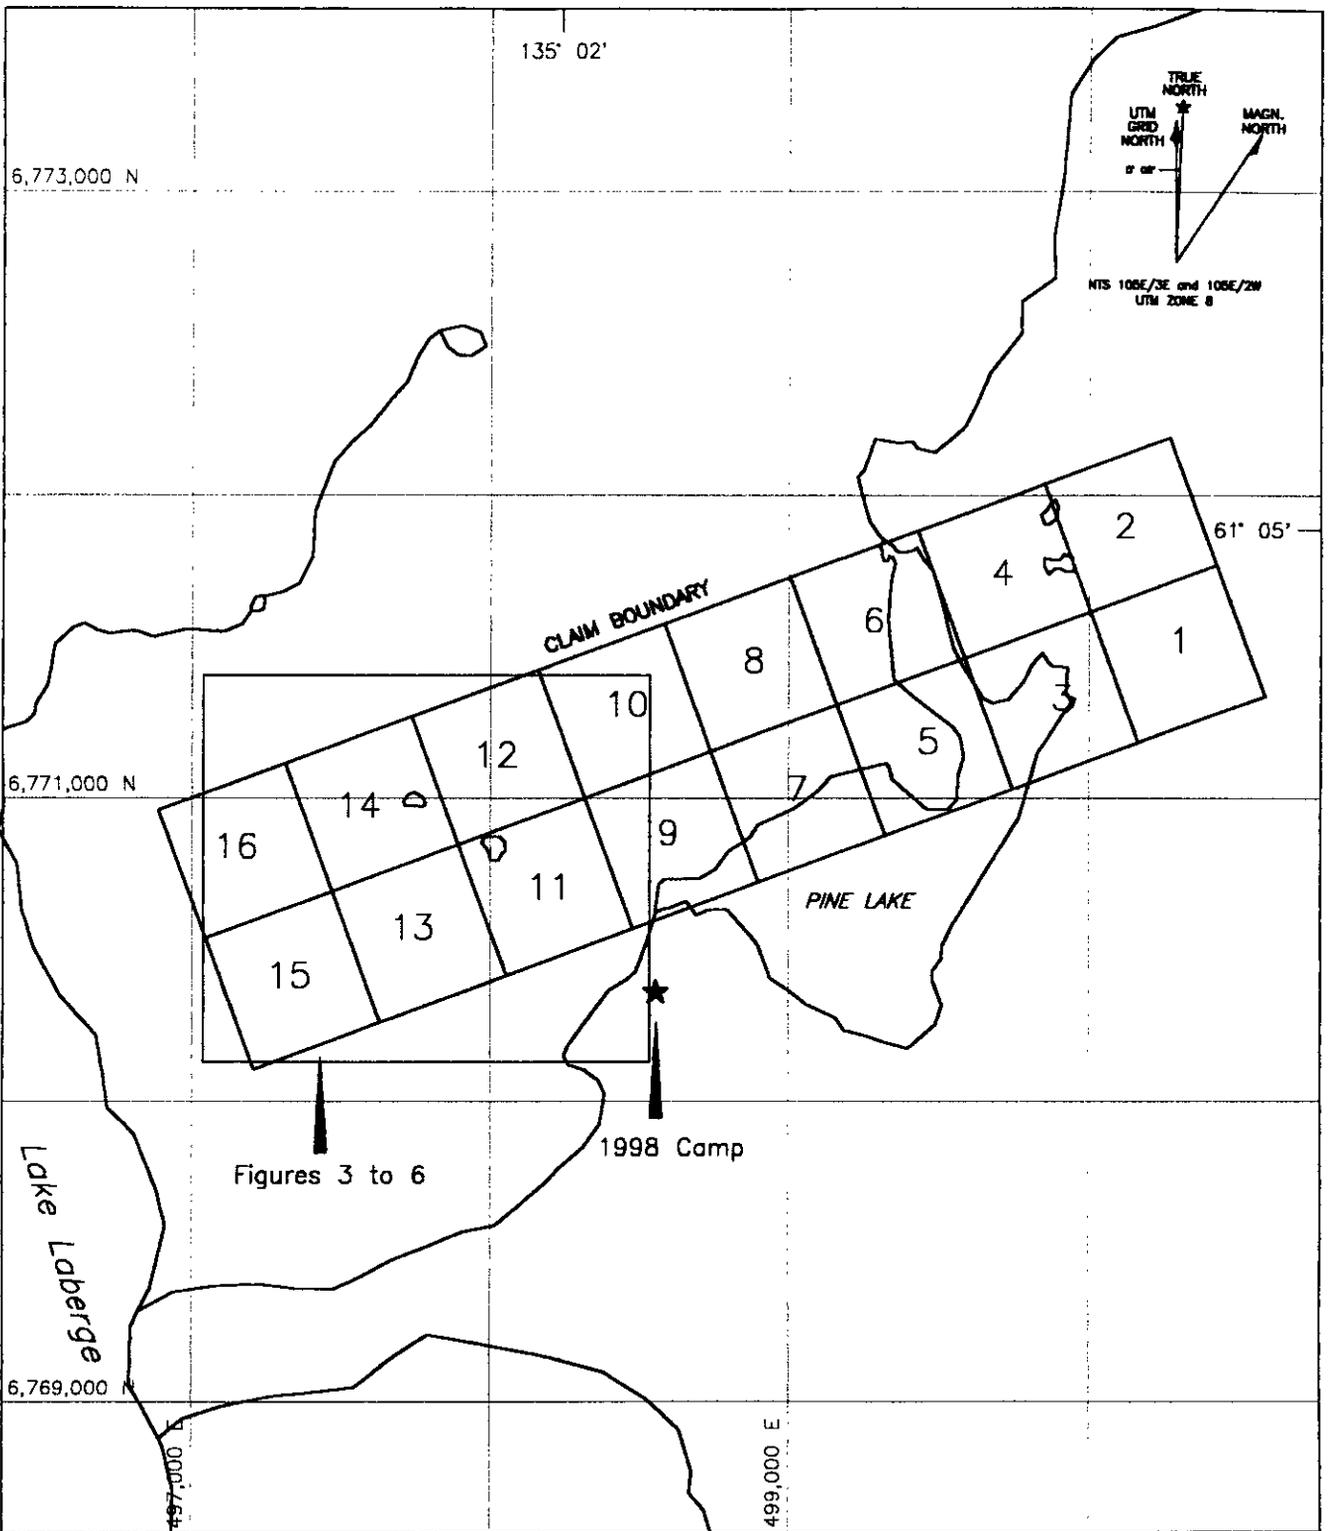 135° 02'
TRUE
NORTH
UTM
GRID
NORTH
MAGN.
NORTH
6,773,000 N
NTS 105E/3E and 105E/2W
UTM ZONE 8
2
61° 05'
4
CLAIM BOUNDARY
6
1
8
3
10
5
12
6,771,000 N
7
14
9
16
11
PINE LAKE
13
15
1998 Camp
Figures 3 to 6
Lake Laberge
6,769,000 N
497,000 E
499,000 E